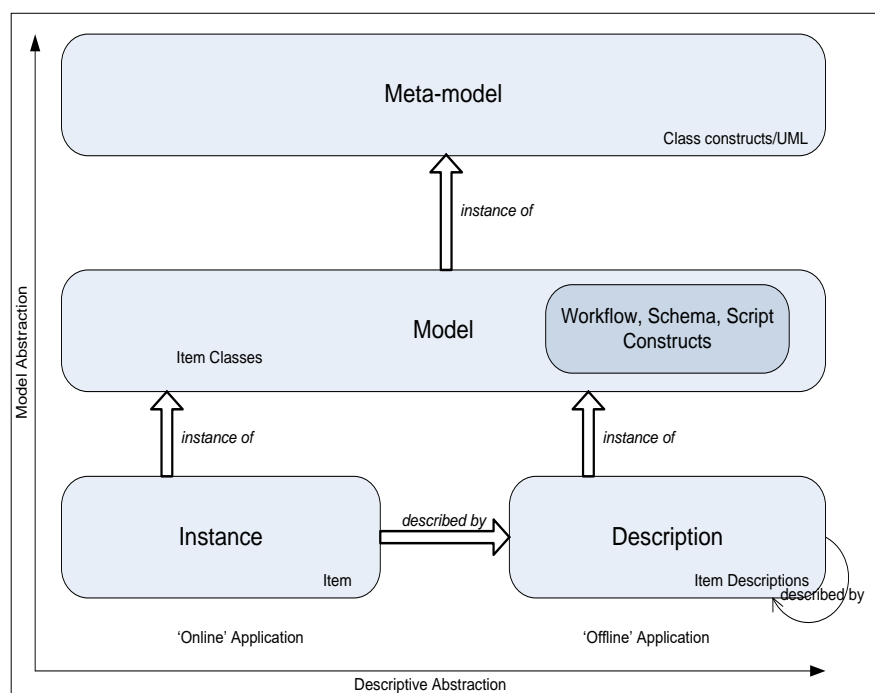 Meta-model
Class constructs/UML
instance of
Model Abstraction
Workflow, Schema, Script
Constructs
Model
Item Classes
instance of
instance of
Instance
described by
Description
Item
Item Descriptions
described by
‘Online’ Application
‘Offline’ Application
Descriptive Abstraction